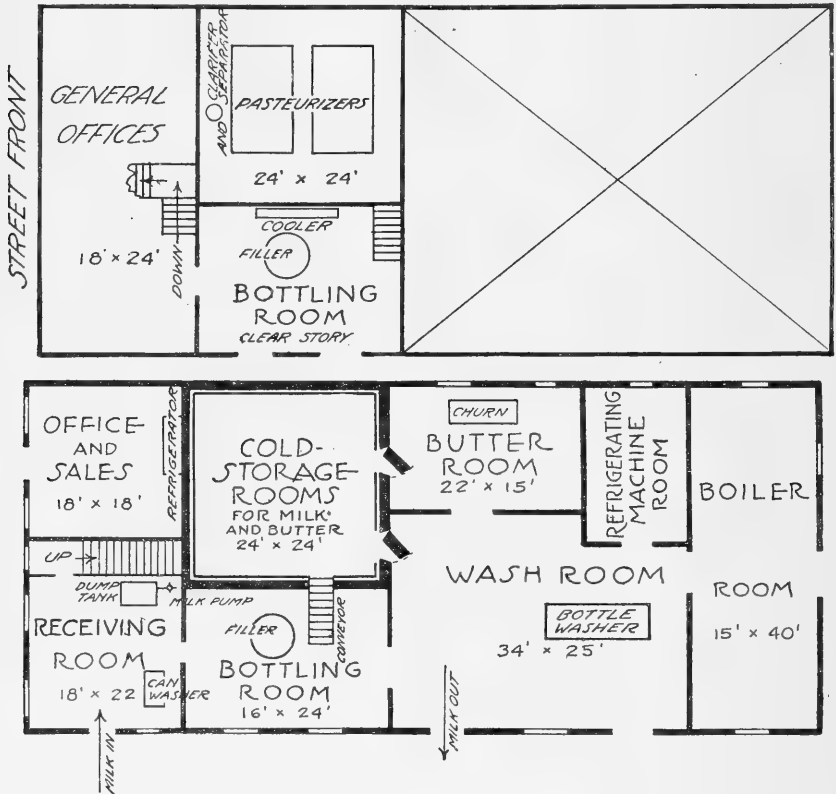 STREET FRONT
GENERAL
OFFICES
18' × 24'
DOWN
CLARIFIER
AND SEPARATOR
PASTEURIZERS
24' × 24'
COOLER
FILLER
BOTTLING
ROOM
CLEAR STORY
OFFICE
AND
SALES
18' × 18'
REFRIGERATOR
COLD-
STORAGE
ROOMS
FOR MILK
AND BUTTER
24' × 24'
CHURN
BUTTER
ROOM
22' × 15'
REFRIGERATING
MACHINE
ROOM
BOILER
ROOM
15' × 40'
UP
DUMP
TANK
MILK PUMP
RECEIVING
ROOM
18' × 22
CAN
WASHER
MILK IN
FILLER
CONVEYOR
BOTTLING
ROOM
16' × 24'
WASH ROOM
BOTTLE
WASHER
34' × 25'
MILK OUT